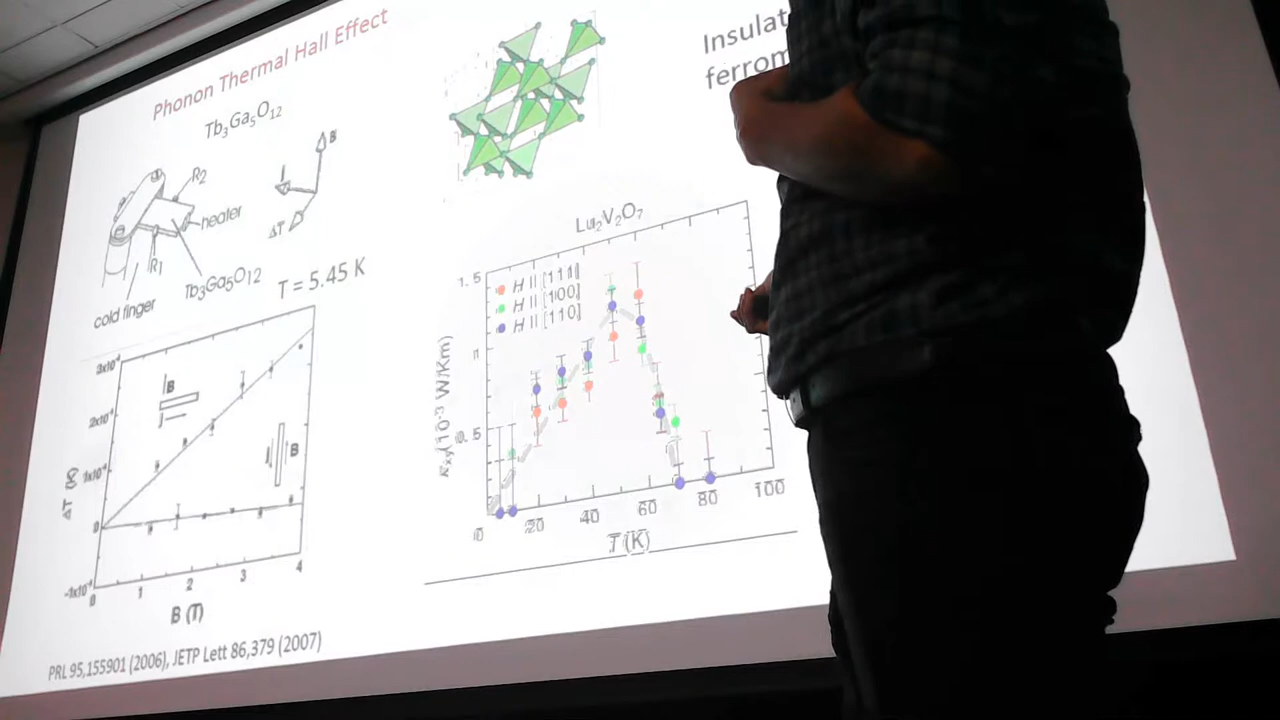 Phonon Thermal Hall Effect
Tb3Ga5O12
B
J
ΔT
R2
heater
R1
Tb3Ga5O12
cold finger
T = 5.45 K
3x10⁻⁴
2x10⁻⁴
1x10⁻⁴
0
-1x10⁻⁴
ΔT (K)
B
J
J
B
0 1 2 3 4
B (T)
PRL 95,155901 (2006), JETP Lett 86,379 (2007)
Lu2V2O7
1.5
1
0.5
H || [111]
H || [100]
H || [110]
κxy(10⁻³ W/Km)
0 20 40 60 80 100
T (K)